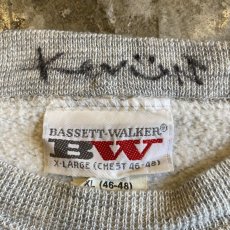 BASSETT-WALKER®
BW
X-LARGE (CHEST 46-48)
XL (46-48)